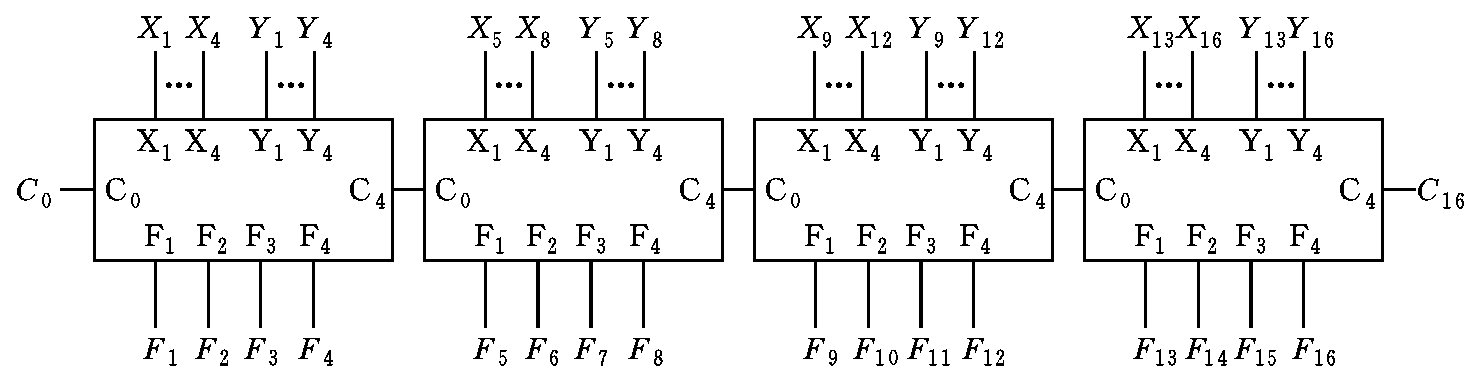 X₁ X₄ Y₁ Y₄ X₅ X₈ Y₅ Y₈ X₉ X₁₂ Y₉ Y₁₂ X₁₃ X₁₆ Y₁₃ Y₁₆
... ... ... ... ... ... ... ...
X₁ X₄ Y₁ Y₄ X₁ X₄ Y₁ Y₄ X₁ X₄ Y₁ Y₄ X₁ X₄ Y₁ Y₄
C₀ C₀ C₄ C₀ C₄ C₀ C₄ C₀ C₄ C₁₆
F₁ F₂ F₃ F₄ F₁ F₂ F₃ F₄ F₁ F₂ F₃ F₄ F₁ F₂ F₃ F₄
F₁ F₂ F₃ F₄ F₅ F₆ F₇ F₈ F₉ F₁₀ F₁₁ F₁₂ F₁₃ F₁₄ F₁₅ F₁₆